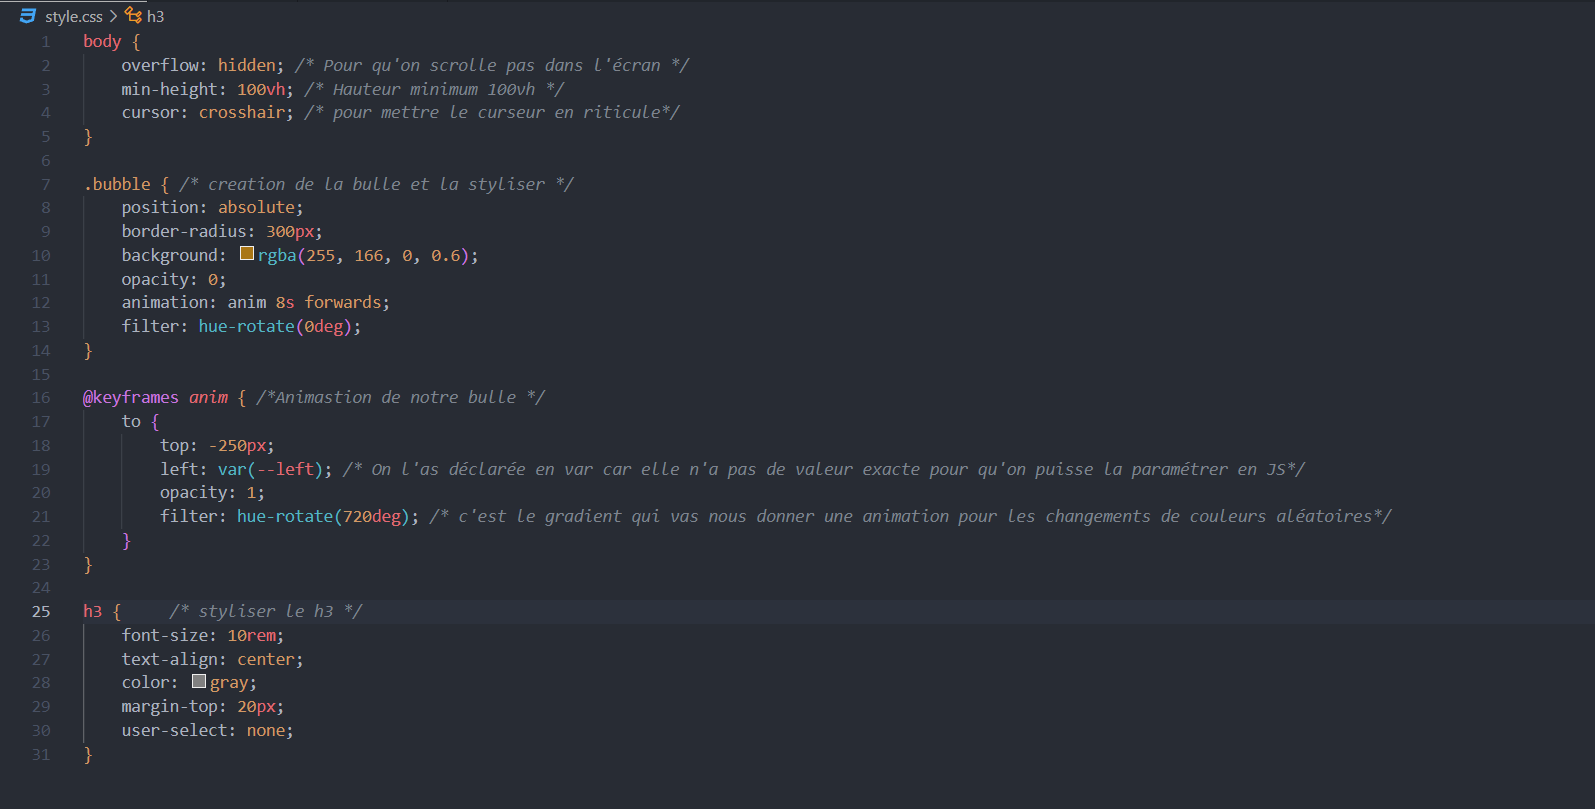 style.css > h3
1 body {
2 overflow: hidden; /* Pour qu'on scrolle pas dans l'écran */
3 min-height: 100vh; /* Hauteur minimum 100vh */
4 cursor: crosshair; /* pour mettre le curseur en riticule*/
5 }
6
7 .bubble { /* creation de la bulle et la styliser */
8 position: absolute;
9 border-radius: 300px;
10 background: rgba(255, 166, 0, 0.6);
11 opacity: 0;
12 animation: anim 8s forwards;
13 filter: hue-rotate(0deg);
14 }
15
16 @keyframes anim { /*Animastion de notre bulle */
17 to {
18 top: -250px;
19 left: var(--left); /* On l'as déclarée en var car elle n'a pas de valeur exacte pour qu'on puisse la paramétrer en JS*/
20 opacity: 1;
21 filter: hue-rotate(720deg); /* c'est le gradient qui vas nous donner une animation pour les changements de couleurs aléatoires*/
22 }
23 }
24
25 h3 { /* styliser le h3 */
26 font-size: 10rem;
27 text-align: center;
28 color: gray;
29 margin-top: 20px;
30 user-select: none;
31 }